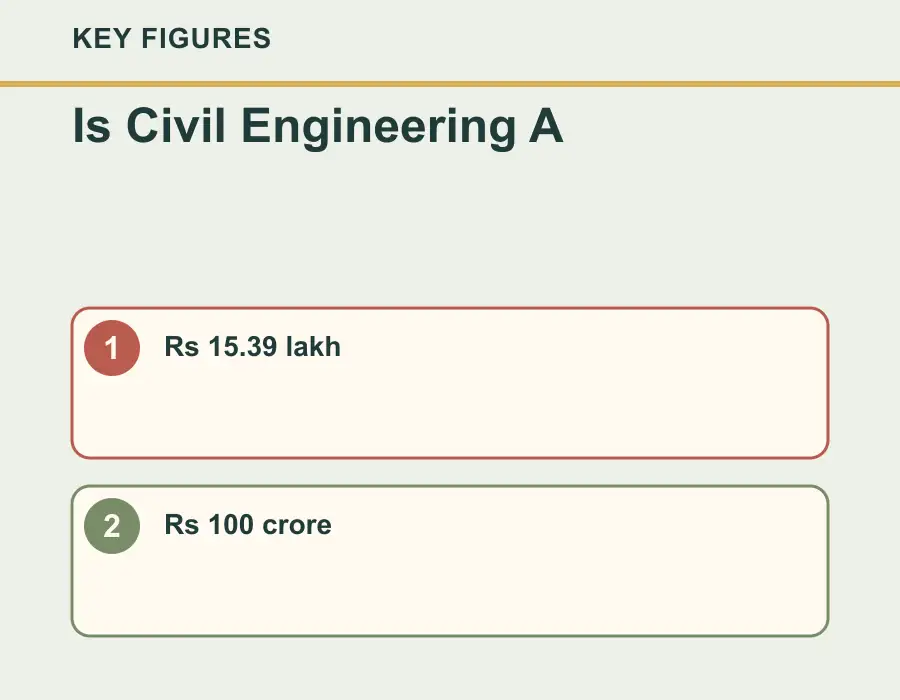 KEY FIGURES
Is Civil Engineering A
1
Rs 15.39 lakh
2
Rs 100 crore